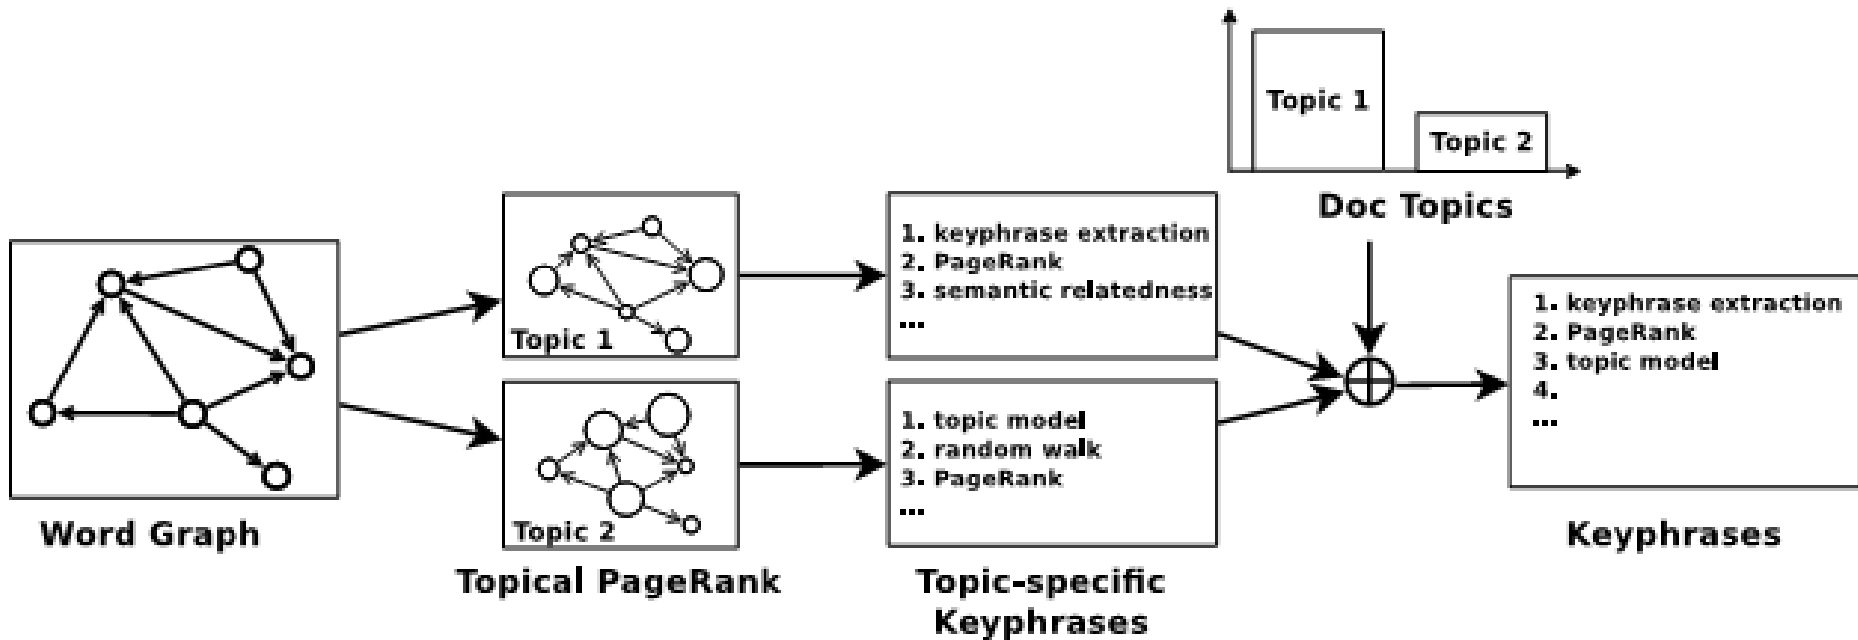 Topic 1
Topic 2
Doc Topics
Word Graph
Topic 1
Topic 2
Topical PageRank
1. keyphrase extraction
2. PageRank
3. semantic relatedness
...
1. topic model
2. random walk
3. PageRank
...
Topic-specific
Keyphrases
1. keyphrase extraction
2. PageRank
3. topic model
4.
...
Keyphrases